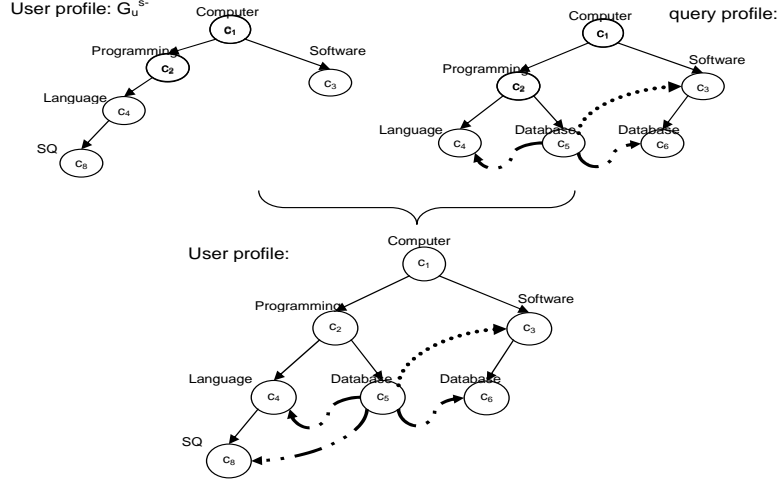 User profile: Gᵤˢ⁻
Computer
C₁
Programming
C₂
Software
C₃
Language
C₄
SQ
C₈
query profile:
Computer
C₁
Programming
C₂
Software
C₃
Language
C₄
Database
C₅
Database
C₆
User profile:
Computer
C₁
Programming
C₂
Software
C₃
Language
C₄
Database
C₅
Database
C₆
SQ
C₈